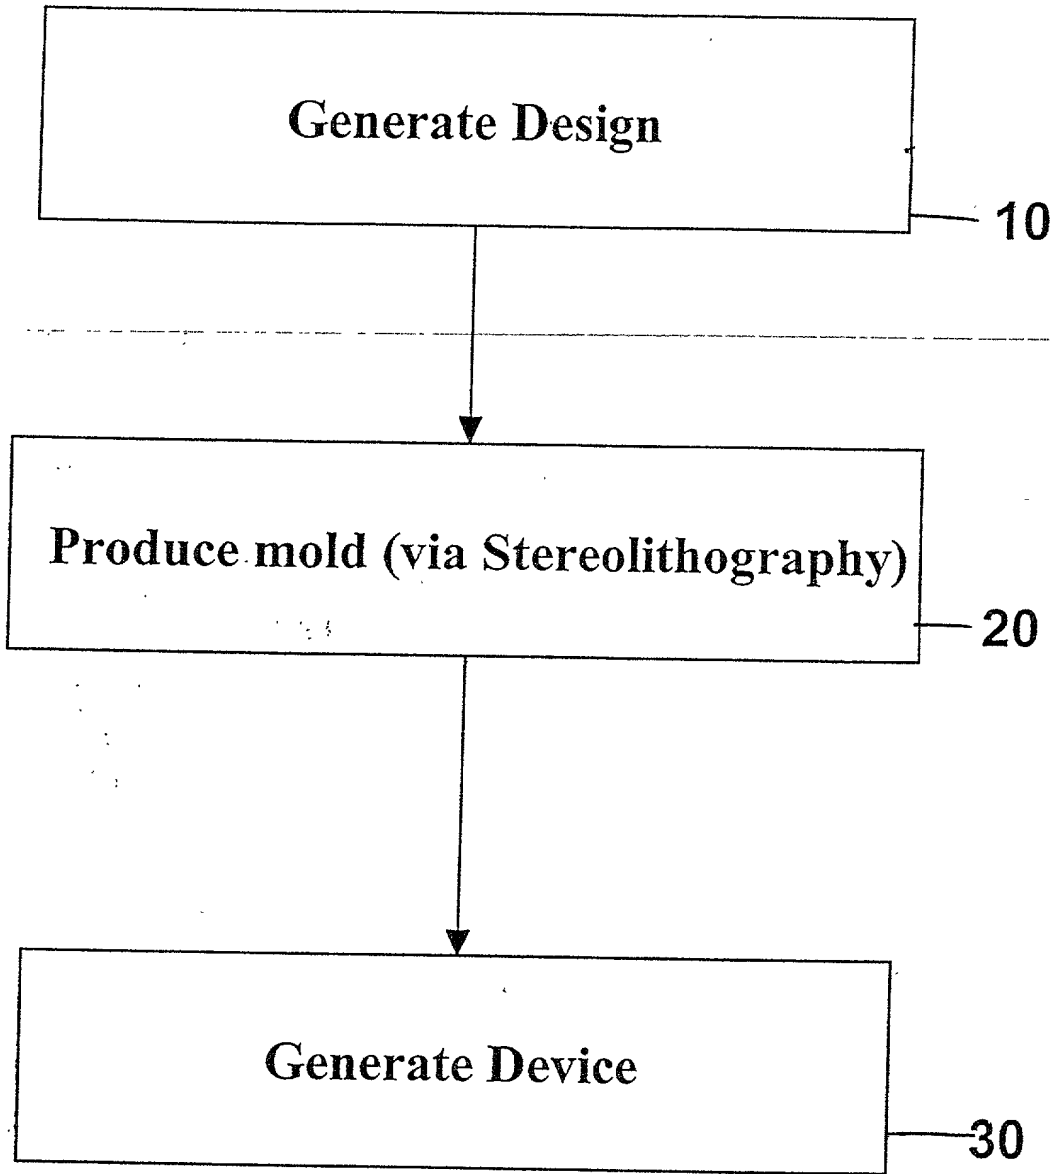 Generate Design
10
Produce mold (via Stereolithography)
20
Generate Device
30